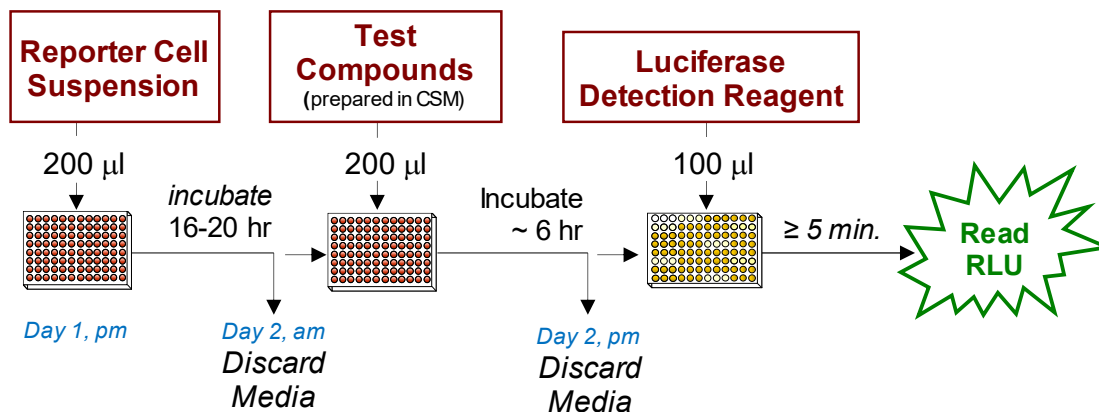 Reporter Cell
Suspension
Test
Compounds
(prepared in CSM)
Luciferase
Detection Reagent
200 μl
200 μl
100 μl
incubate
16-20 hr
Incubate
~ 6 hr
≥ 5 min.
Read
RLU
Day 1, pm
Day 2, am
Discard
Media
Day 2, pm
Discard
Media